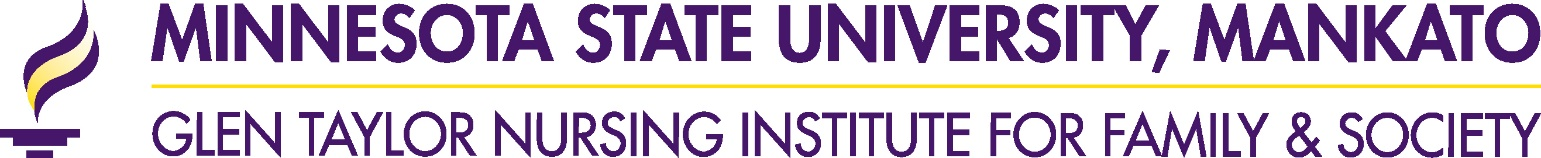 MINNESOTA STATE UNIVERSITY, MANKATO
GLEN TAYLOR NURSING INSTITUTE FOR FAMILY & SOCIETY